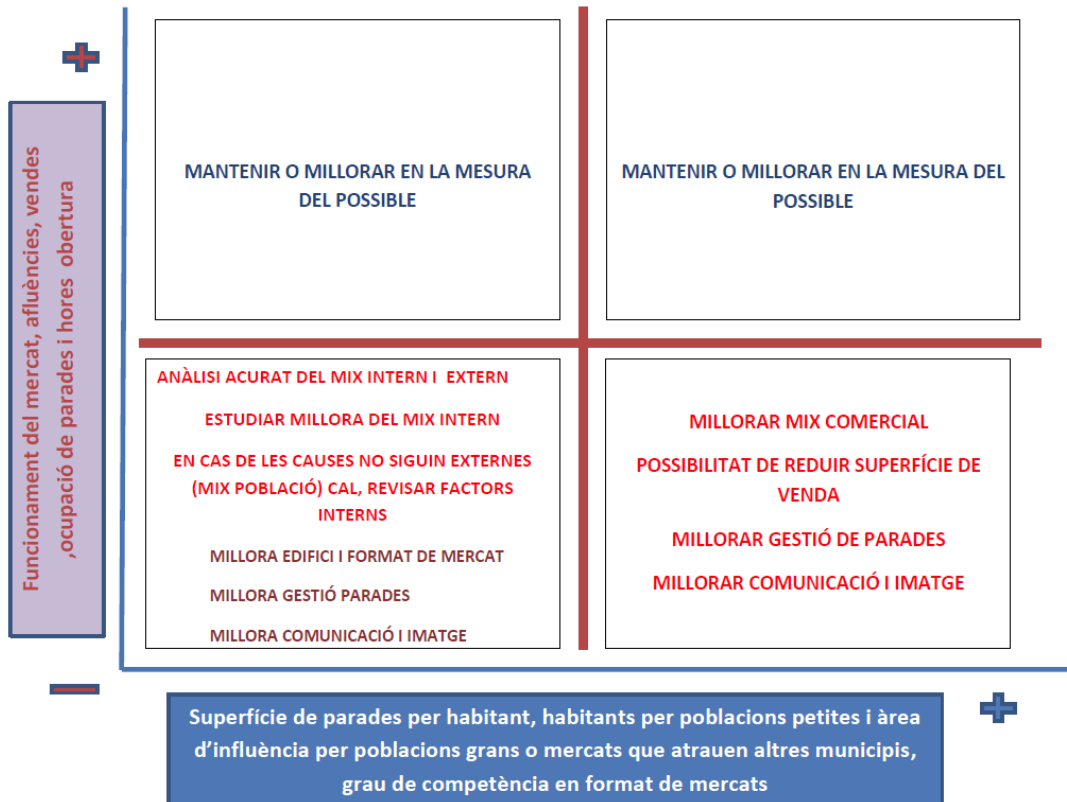 Funcionament del mercat, afluències, vendes
,ocupació de parades i hores obertura
MANTENIR O MILLORAR EN LA MESURA
DEL POSSIBLE
MANTENIR O MILLORAR EN LA MESURA DEL
POSSIBLE
ANÀLISI ACURAT DEL MIX INTERN I EXTERN
ESTUDIAR MILLORA DEL MIX INTERN
EN CAS DE LES CAUSES NO SIGUIN EXTERNES
(MIX POBLACIÓ) CAL, REVISAR FACTORS
INTERNS
MILLORA EDIFICI I FORMAT DE MERCAT
MILLORA GESTIÓ PARADES
MILLORA COMUNICACIÓ I IMATGE
MILLORAR MIX COMERCIAL
POSSIBILITAT DE REDUIR SUPERFÍCIE DE
VENDA
MILLORAR GESTIÓ DE PARADES
MILLORAR COMUNICACIÓ I IMATGE
Superfície de parades per habitant, habitants per poblacions petites i àrea
d’influència per poblacions grans o mercats que atrauen altres municipis,
grau de competència en format de mercats